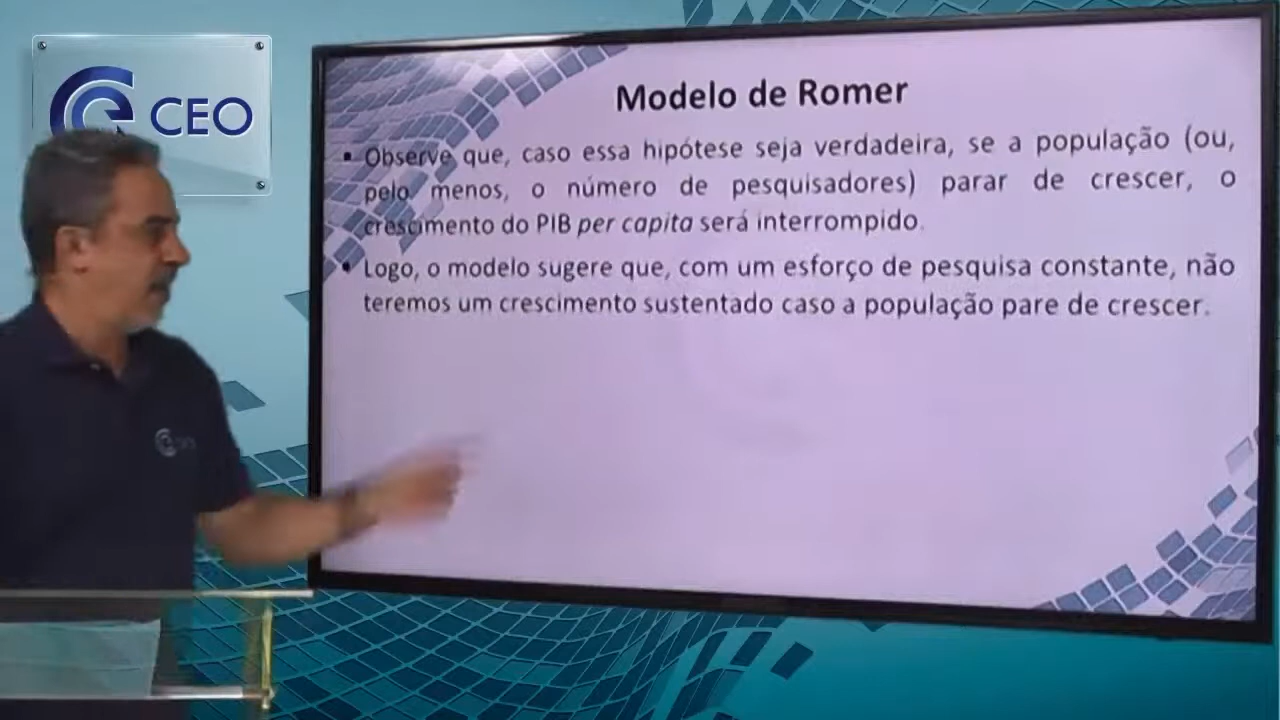 CEO
Modelo de Romer
▪ Observe que, caso essa hipótese seja verdadeira, se a população (ou,
pelo menos, o número de pesquisadores) parar de crescer, o
crescimento do PIB per capita será interrompido.
▪ Logo, o modelo sugere que, com um esforço de pesquisa constante, não
teremos um crescimento sustentado caso a população pare de crescer.